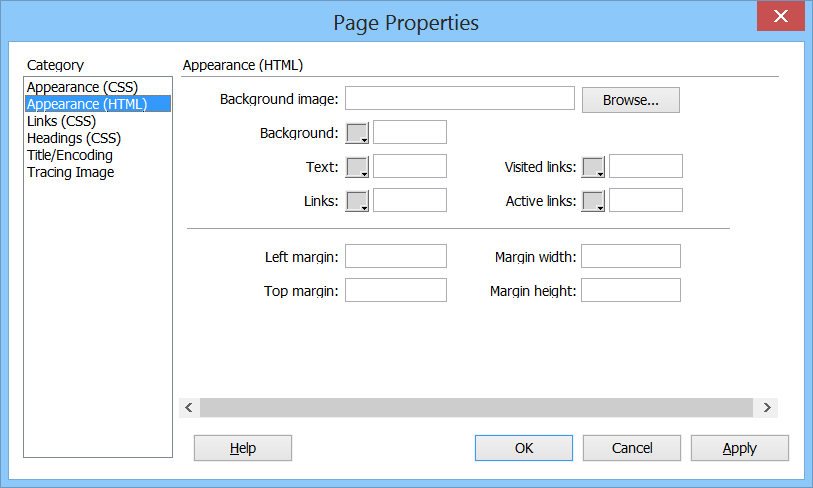 Page Properties
Category
Appearance (CSS)
Appearance (HTML)
Links (CSS)
Headings (CSS)
Title/Encoding
Tracing Image
Appearance (HTML)
Background image:
Browse...
Background:
Text:
Visited links:
Links:
Active links:
Left margin:
Margin width:
Top margin:
Margin height:
Help
OK
Cancel
Apply